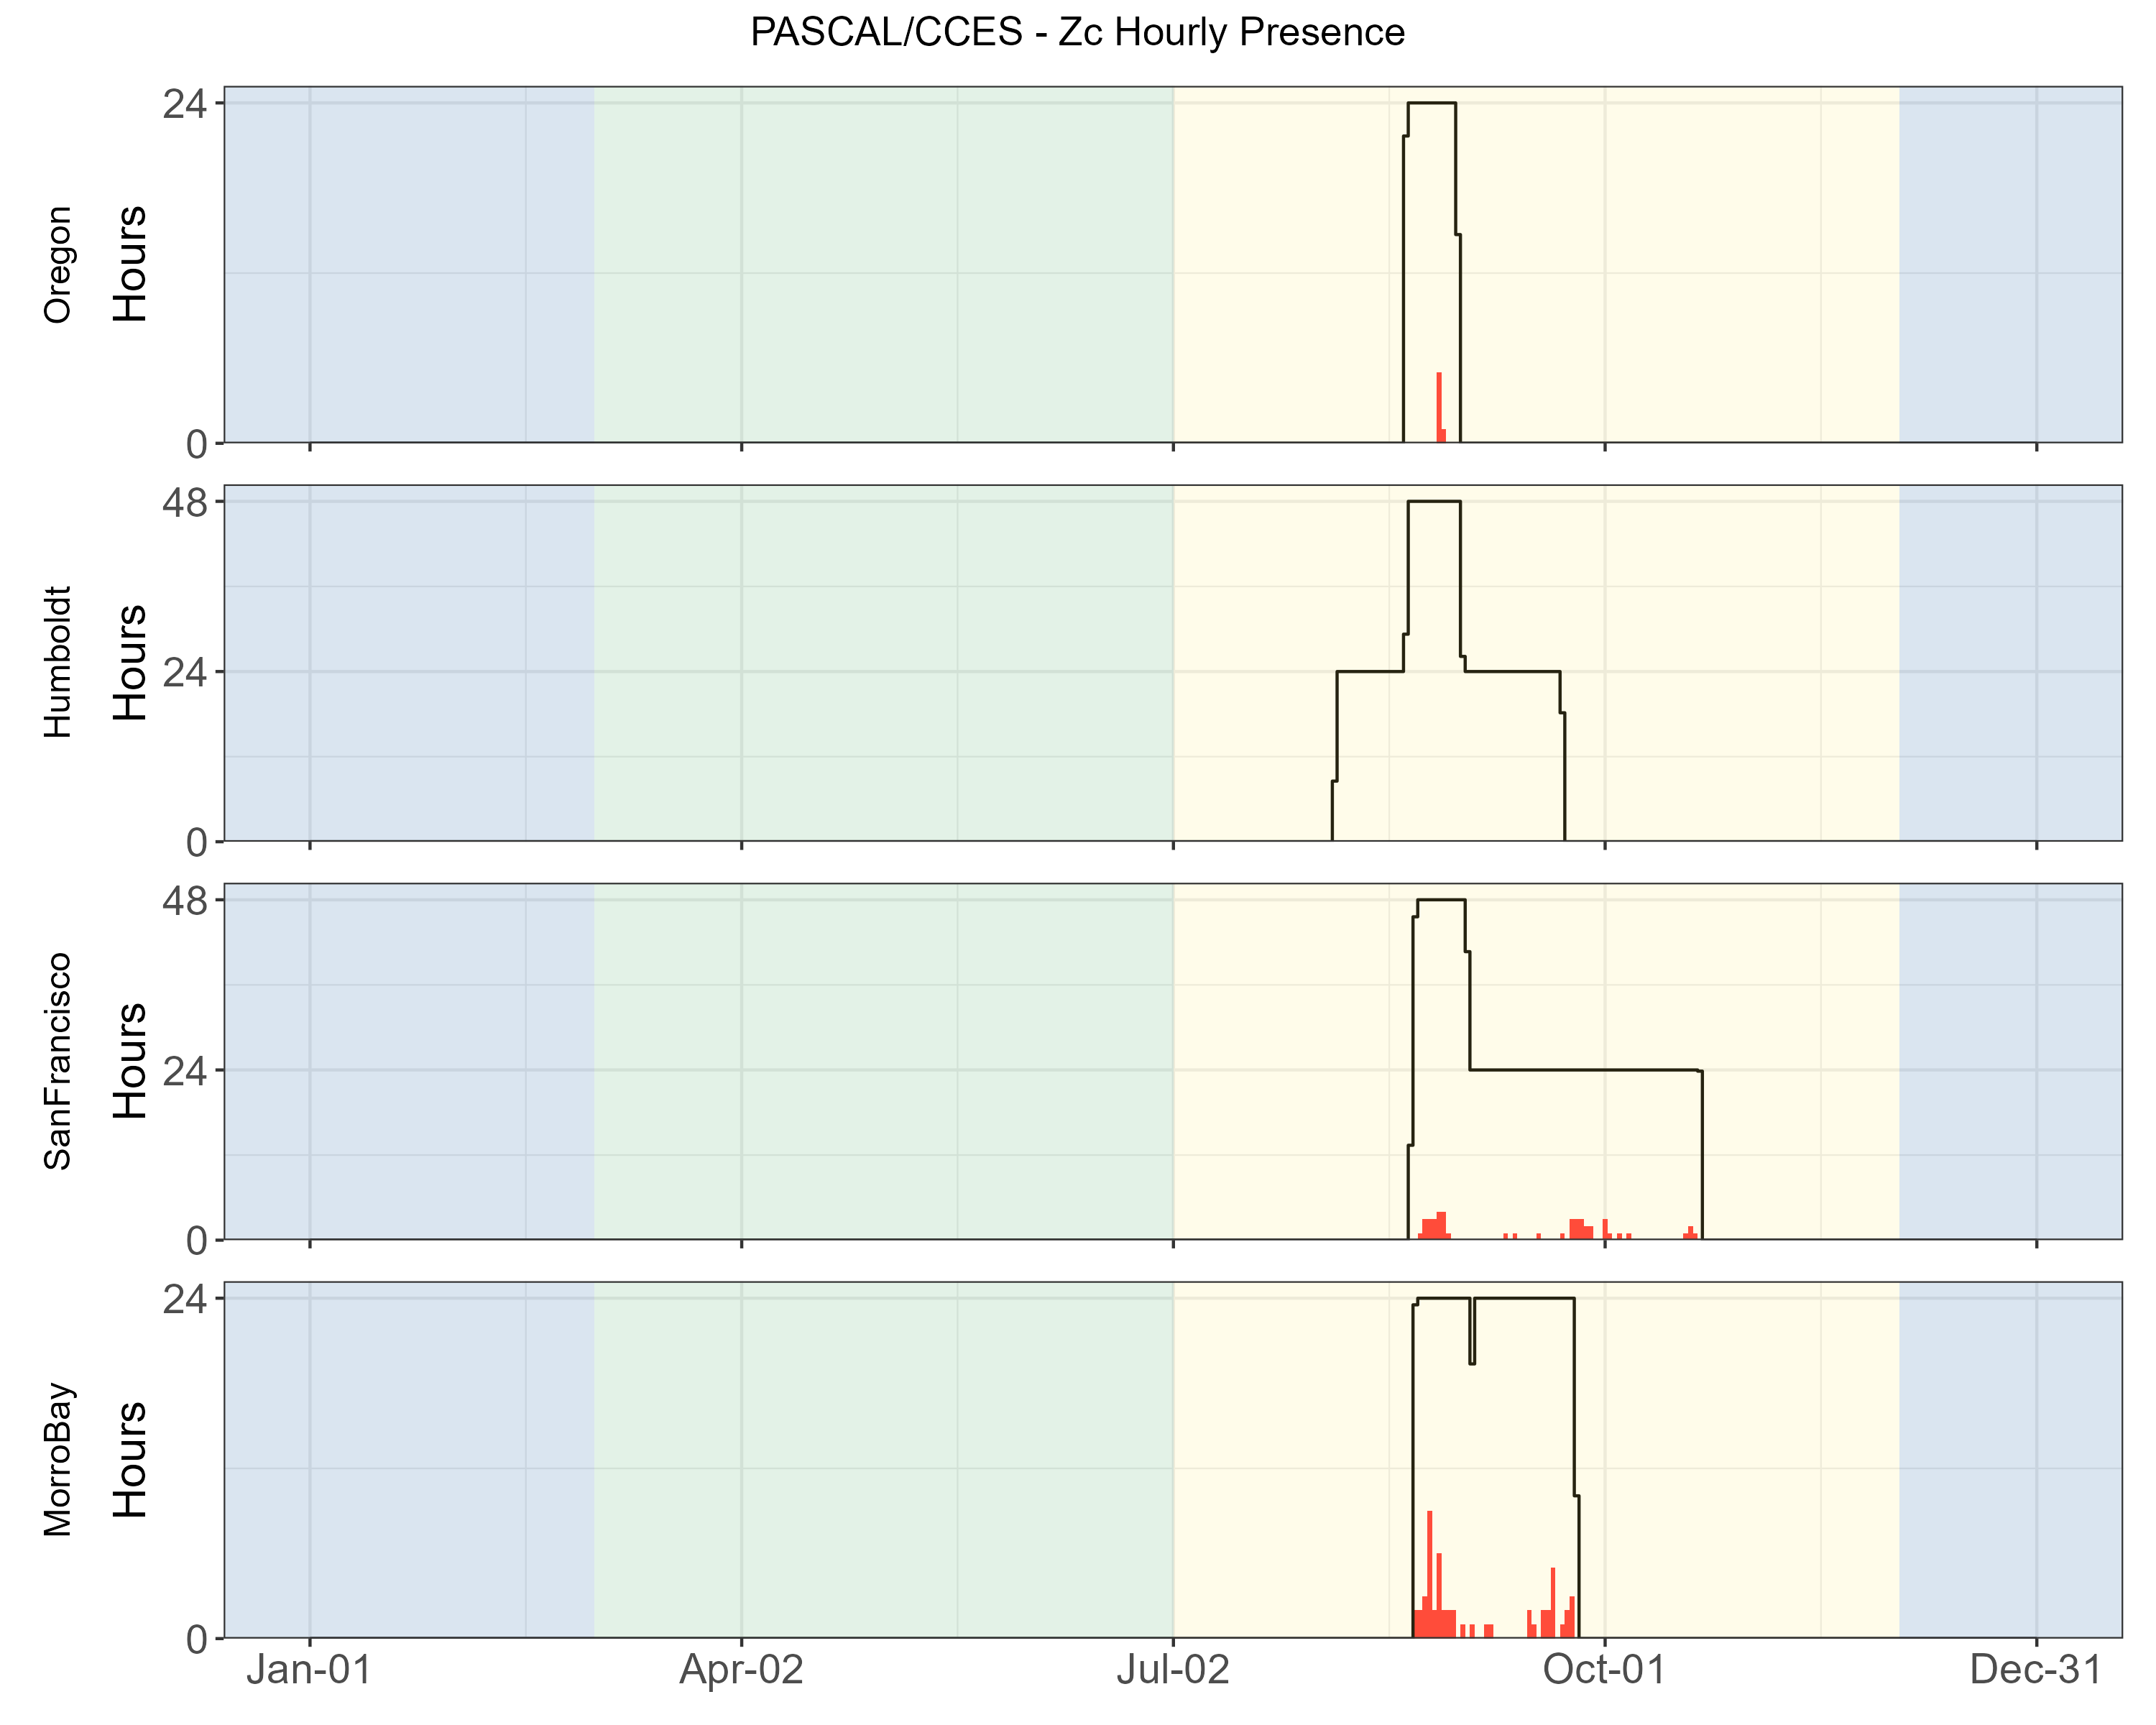 PASCAL/CCES - Zc Hourly Presence
Oregon
Hours
24
0
Humboldt
Hours
48
24
0
SanFrancisco
Hours
48
24
0
MorroBay
Hours
24
0
Jan-01 Apr-02 Jul-02 Oct-01 Dec-31